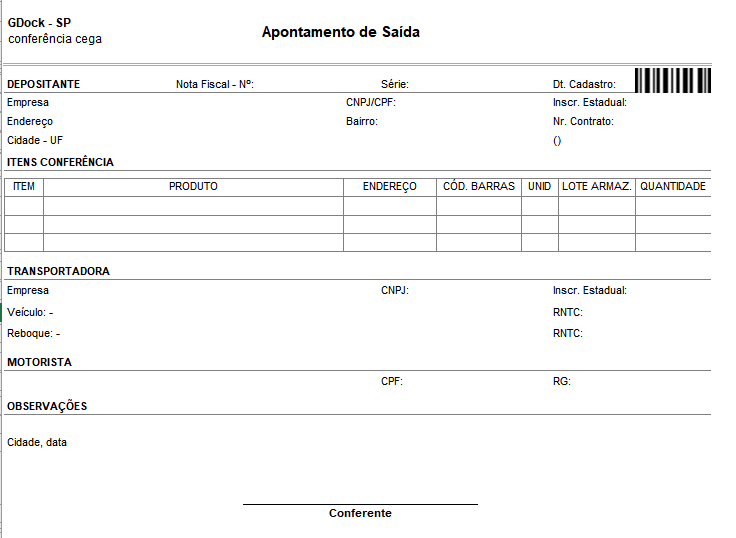 GDock - SP
conferência cega
Apontamento de Saída
DEPOSITANTE Nota Fiscal - Nº: Série: Dt. Cadastro:
Empresa CNPJ/CPF: Inscr. Estadual:
Endereço Bairro: Nr. Contrato:
Cidade - UF ()
ITENS CONFERÊNCIA
ITEM PRODUTO ENDEREÇO CÓD. BARRAS UNID LOTE ARMAZ. QUANTIDADE
TRANSPORTADORA
Empresa CNPJ: Inscr. Estadual:
Veículo: - RNTC:
Reboque: - RNTC:
MOTORISTA
CPF: RG:
OBSERVAÇÕES
Cidade, data
Conferente